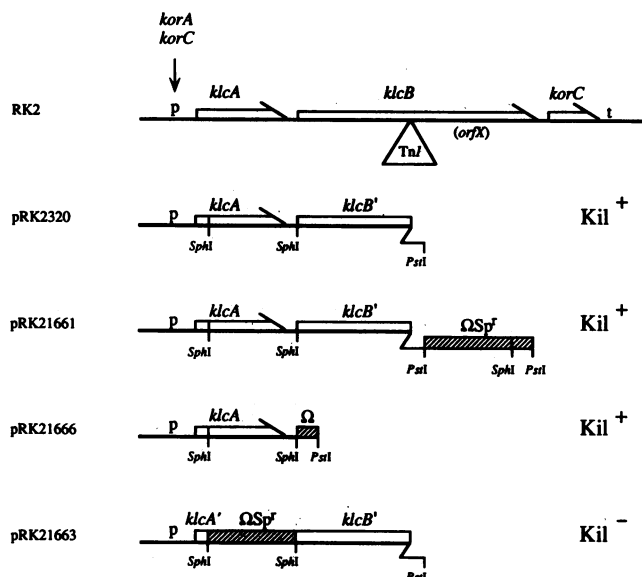 korA
korC
klcA klcB korC
RK2 p t
(orfX)
Tn1
pRK2320 p klcA klcB' Kil +
SphI SphI PstI
pRK21661 p klcA klcB' ΩSpʳ Kil +
SphI SphI PstI SphI PstI
pRK21666 p klcA Ω Kil +
SphI SphI PstI
pRK21663 p klcA' ΩSpʳ klcB' Kil −
SphI SphI